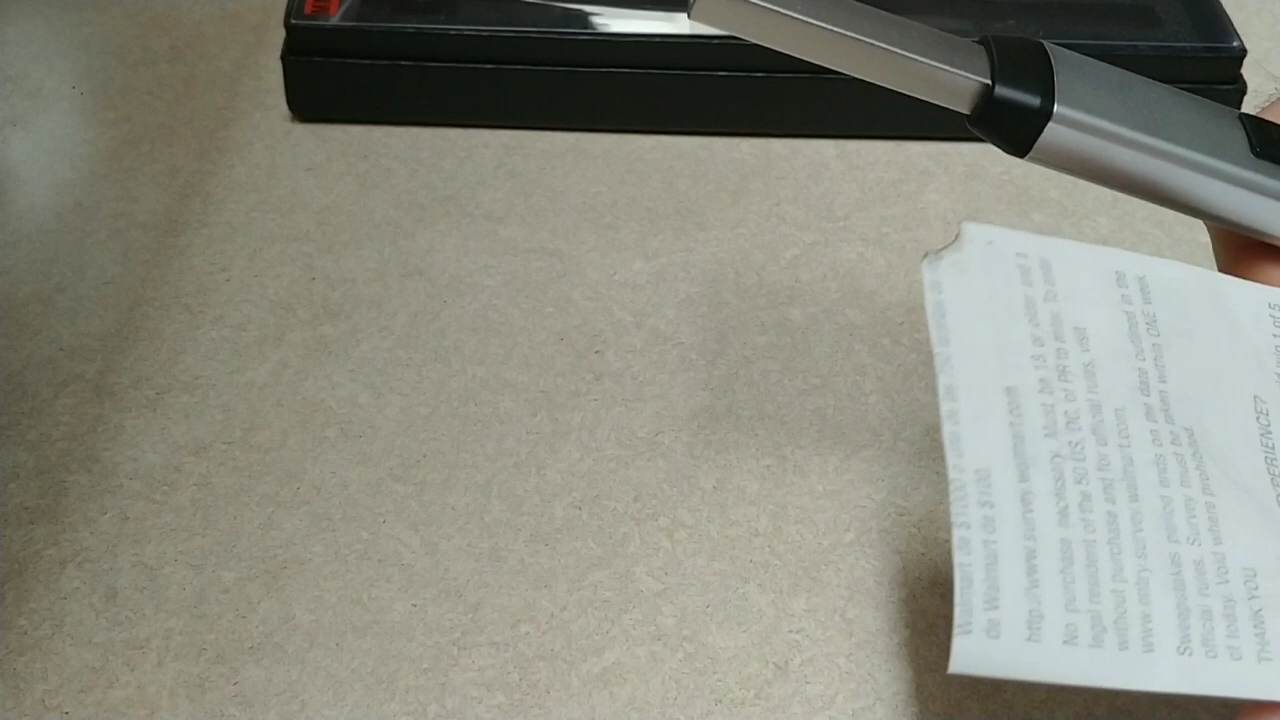 Walmart de $1000
de Walmart de $100.
http://www.survey.walmart.com
No purchase necessary. Must be 18 or older and a
legal resident of the 50 US, DC, or PR to enter. To enter
without purchase and for official rules, visit
www.entry.survey.walmart.com.
Sweepstakes period ends on the date outlined in the
official rules. Survey must be taken within ONE week
of today. Void where prohibited.
THANK YOU